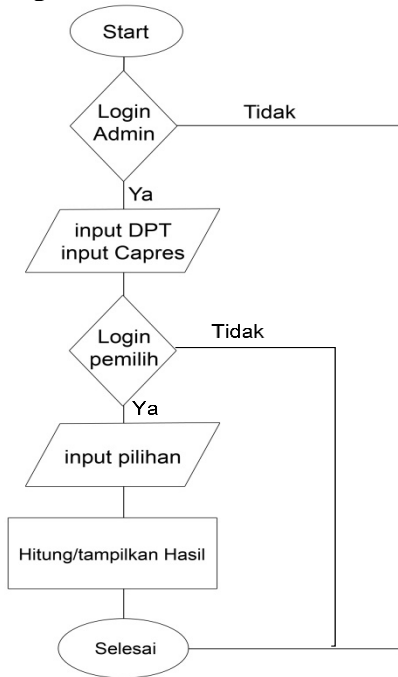 Start
Login
Admin
Tidak
Ya
input DPT
input Capres
Login
pemilih
Tidak
Ya
input pilihan
Hitung/tampilkan Hasil
Selesai